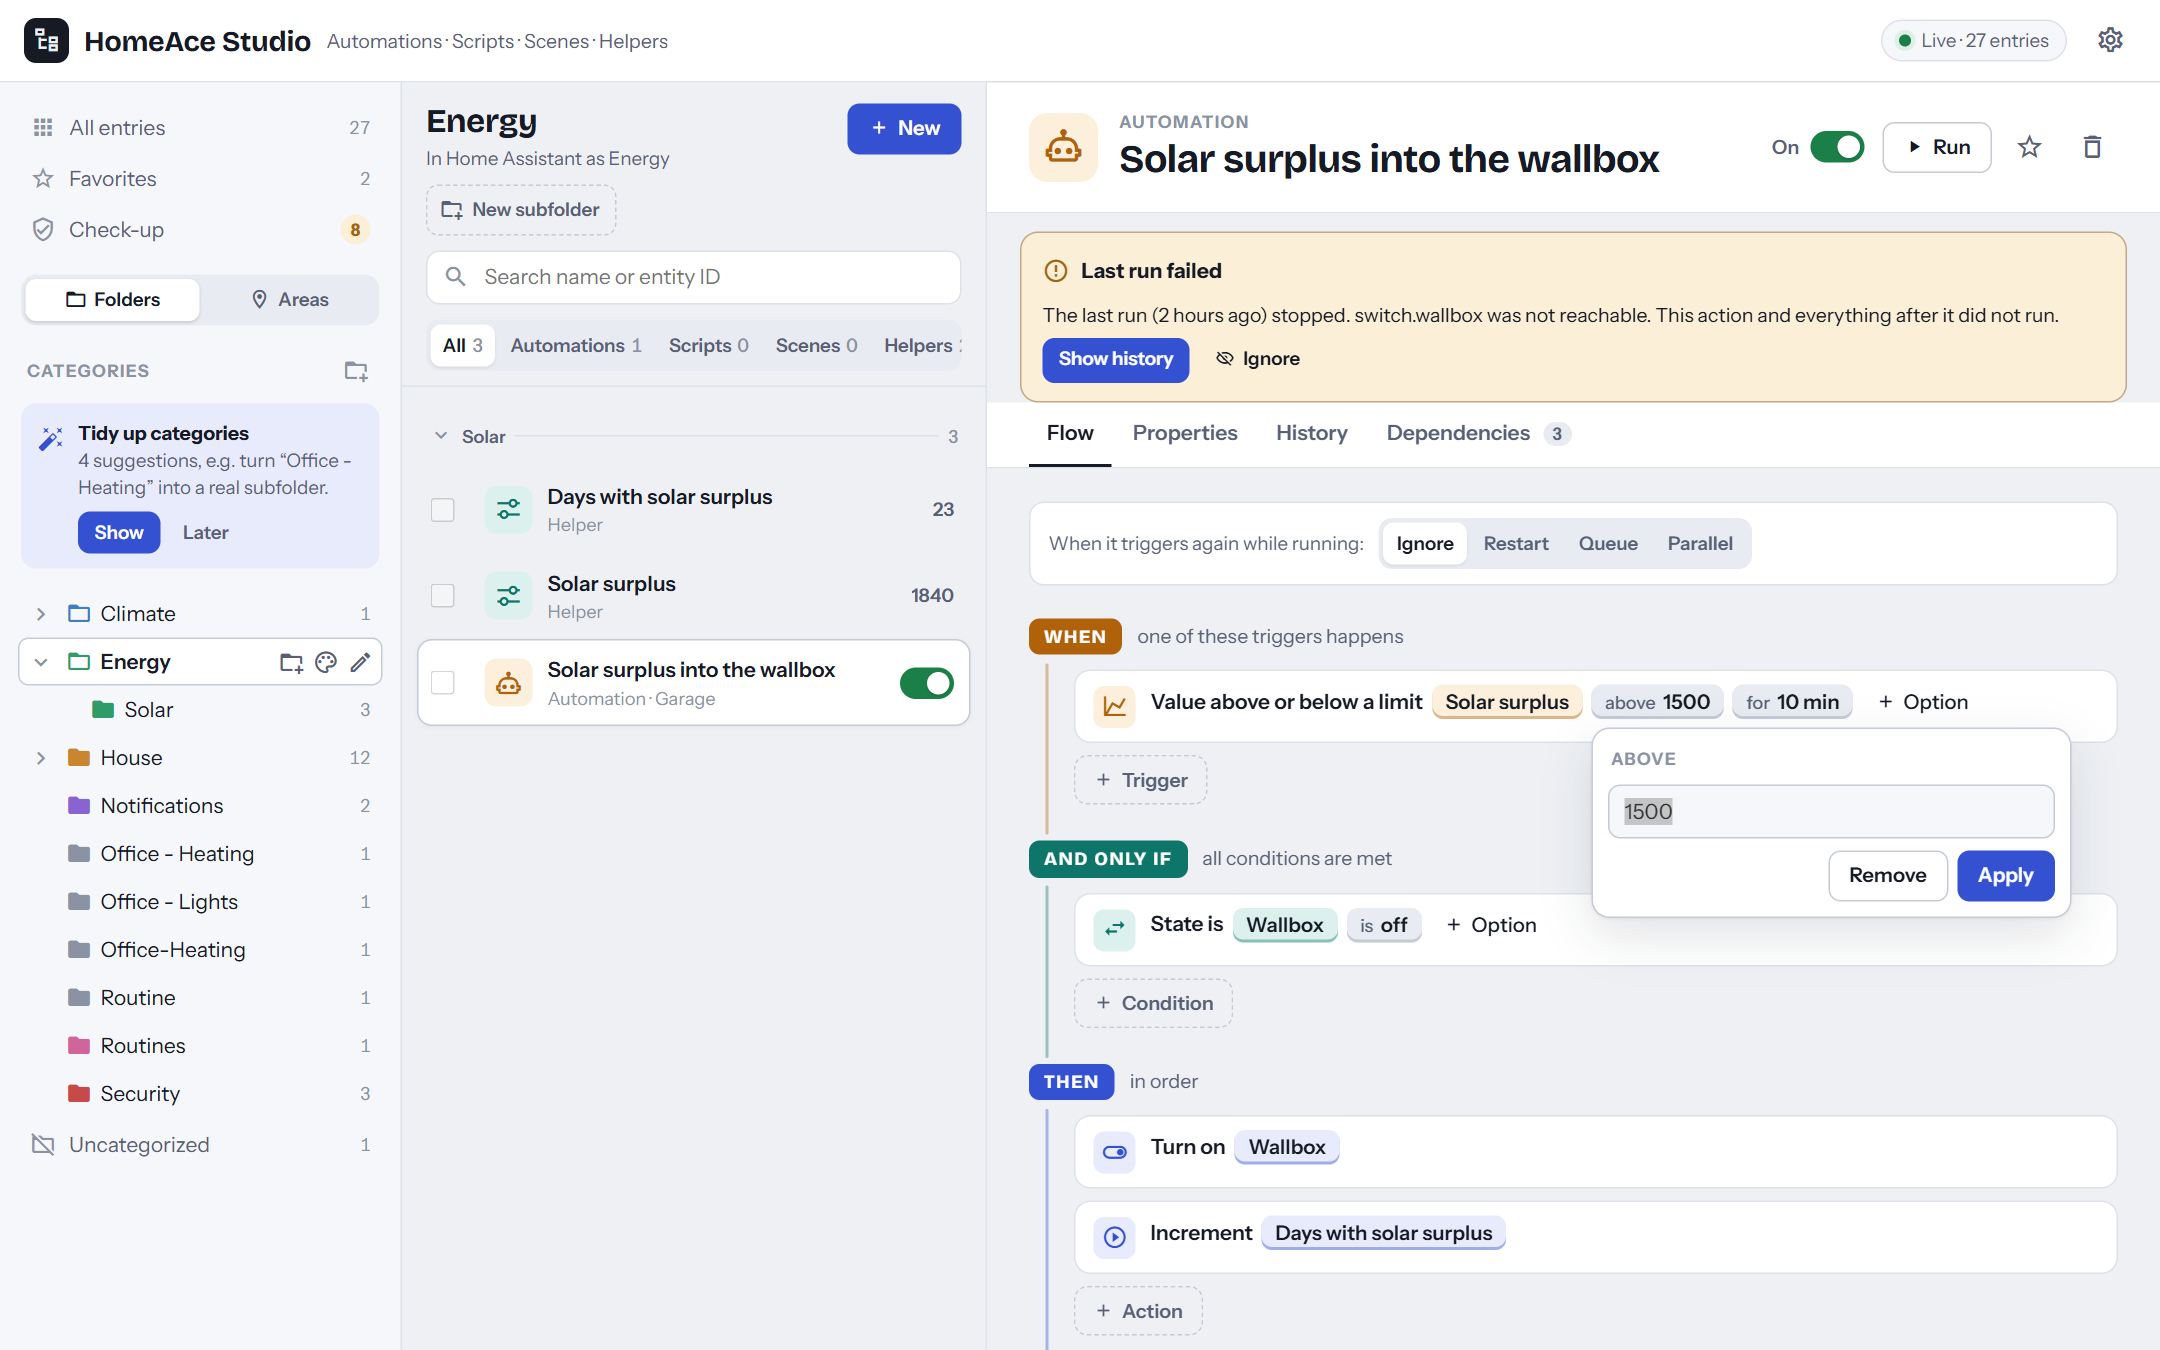 HomeAce Studio
Automations · Scripts · Scenes · Helpers
Live · 27 entries
All entries 27
Favorites 2
Check-up 8
Folders
Areas
CATEGORIES
Tidy up categories
4 suggestions, e.g. turn “Office -
Heating” into a real subfolder.
Show
Later
Climate 1
Energy
Solar 3
House 12
Notifications 2
Office - Heating 1
Office - Lights 1
Office-Heating 1
Routine 1
Routines 1
Security 3
Uncategorized 1
Energy
In Home Assistant as Energy
+ New
New subfolder
Search name or entity ID
All 3
Automations 1
Scripts 0
Scenes 0
Helpers
Solar 3
Days with solar surplus
Helper
23
Solar surplus
Helper
1840
Solar surplus into the wallbox
Automation · Garage
AUTOMATION
Solar surplus into the wallbox
On
Run
Last run failed
The last run (2 hours ago) stopped. switch.wallbox was not reachable. This action and everything after it did not run.
Show history
Ignore
Flow
Properties
History
Dependencies 3
When it triggers again while running:
Ignore
Restart
Queue
Parallel
WHEN one of these triggers happens
Value above or below a limit Solar surplus above 1500 for 10 min + Option
+ Trigger
ABOVE
1500
Remove
Apply
AND ONLY IF all conditions are met
State is Wallbox is off + Option
+ Condition
THEN in order
Turn on Wallbox
Increment Days with solar surplus
+ Action